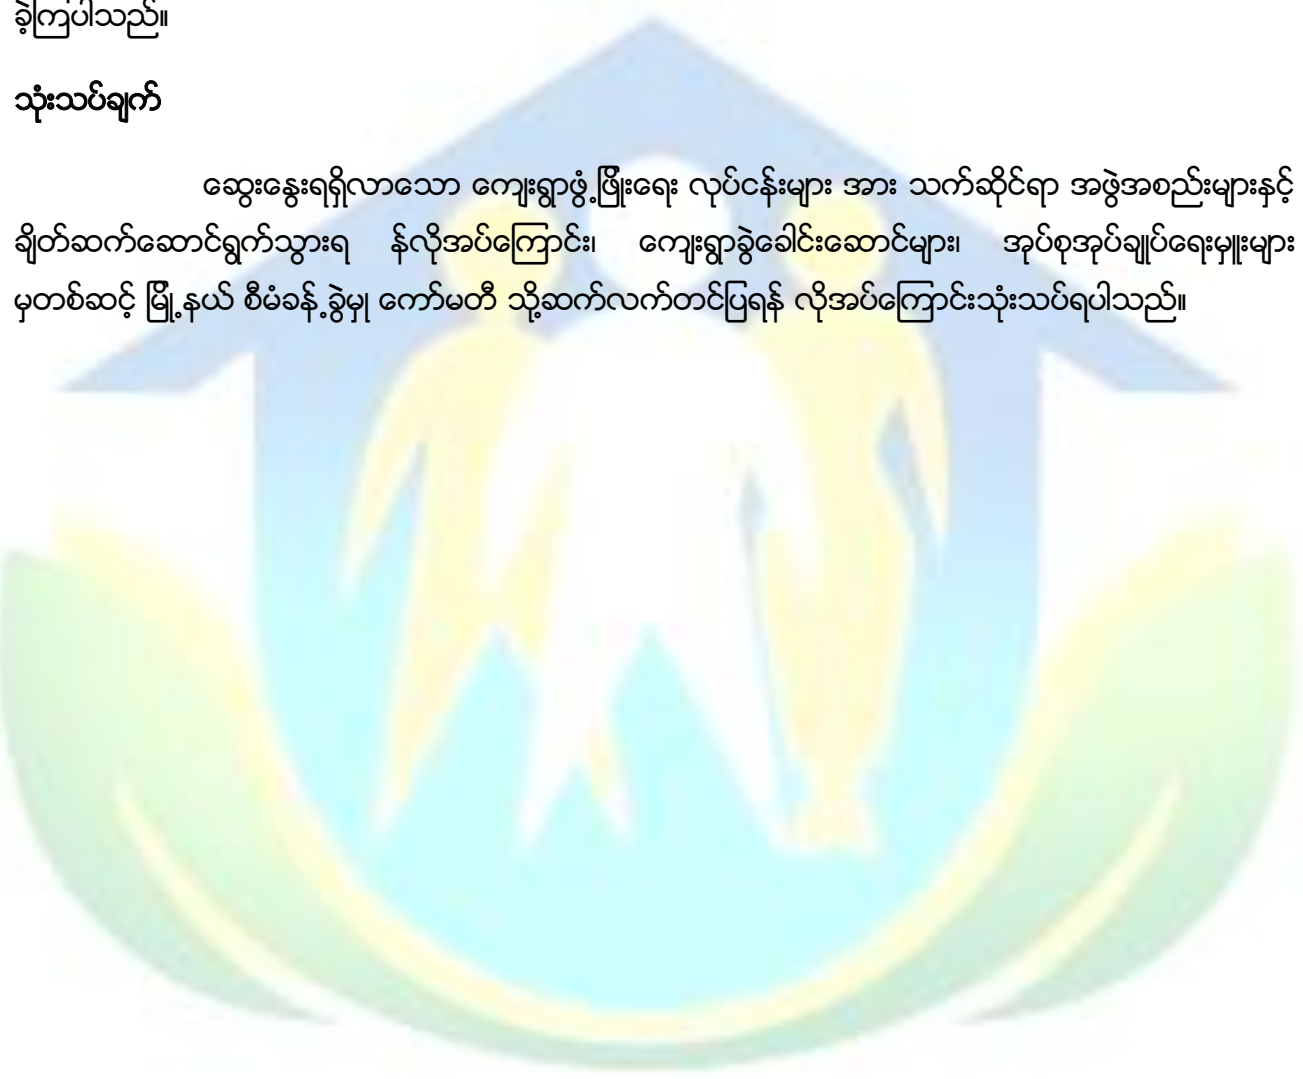 ခဲ့ကြပါသည်။
သုံးသပ်ချက်
ဆွေးနွေးရရှိလာသော ကျေးရွာဖွံ့ဖြိုးရေး လုပ်ငန်းများ အား သက်ဆိုင်ရာ အဖွဲအစည်းများနှင့်
ချိတ်ဆက်ဆောင်ရွက်သွားရ န်လိုအပ်ကြောင်း၊ ကျေးရွာခွဲခေါင်းဆောင်များ၊ အုပ်စုအုပ်ချုပ်ရေးမှူးများ
မှတစ်ဆင့် မြို့နယ် စီမံခန့်ခွဲမှု ကော်မတီ သို့ဆက်လက်တင်ပြရန် လိုအပ်ကြောင်းသုံးသပ်ရပါသည်။